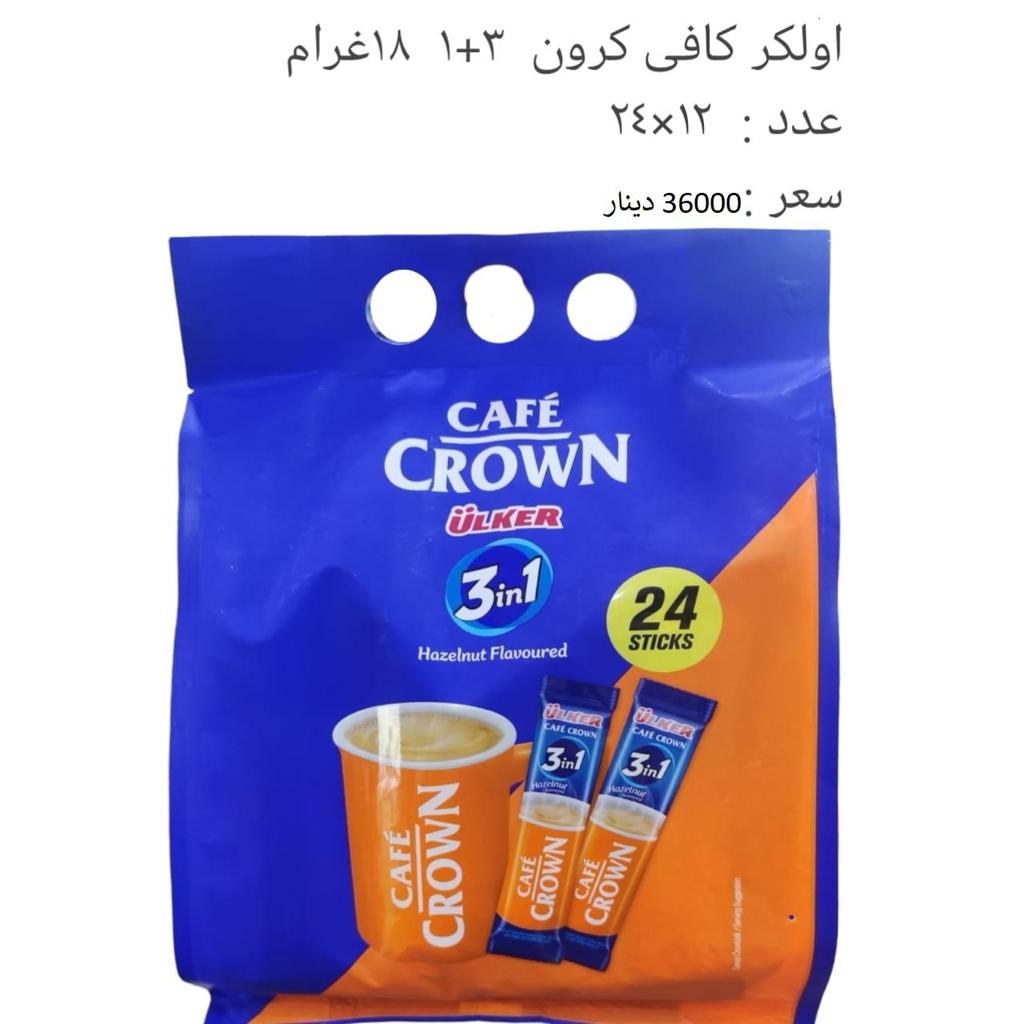 اولكر كافى كرون ٣+١ ١٨غرام
عدد : ١٢×٢٤
سعر :36000 دينار
CAFÉ
CROWN
ÜLKER
3in1
Hazelnut Flavoured
24
STICKS
ÜLKER
CAFÉ CROWN
3in1
Hazelnut
CAFÉ
CROWN
ÜLKER
CAFÉ CROWN
3in1
Hazelnut
CAFÉ
CROWN
CAFÉ
CROWN